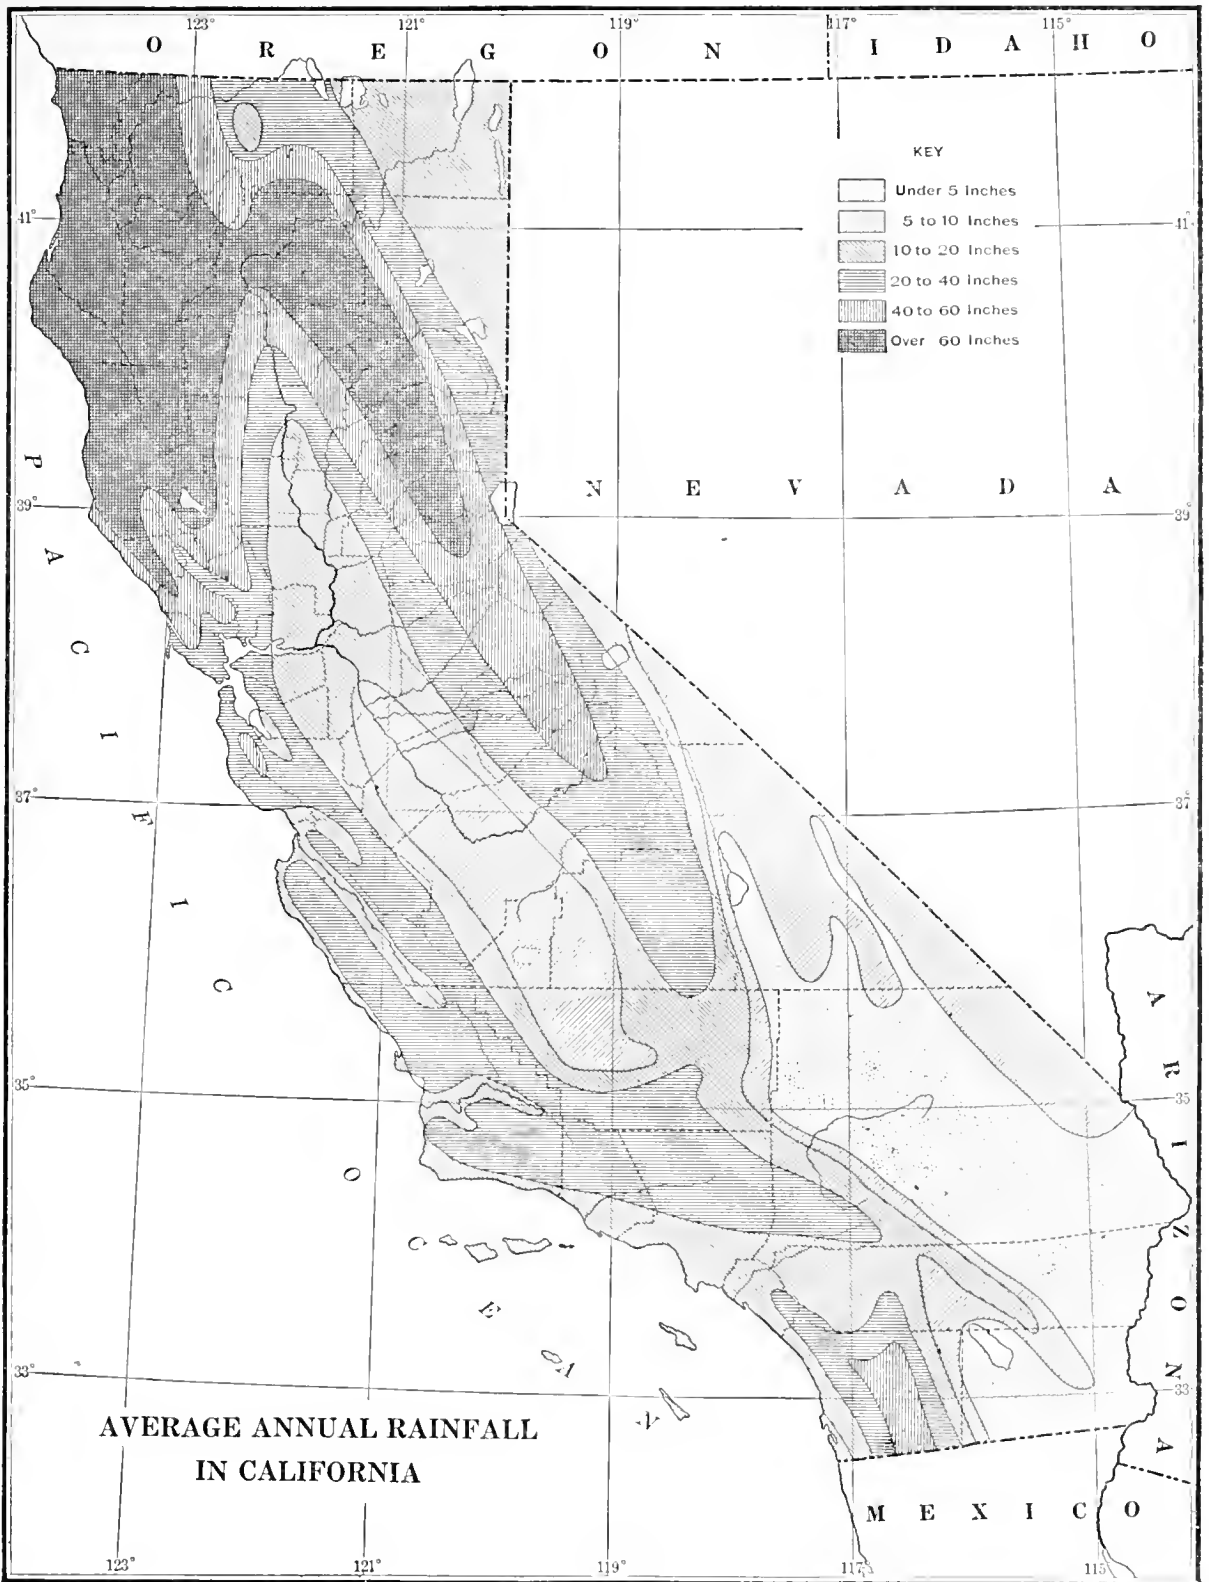 123° 121° 119° 117° 115°
O R E G O N I D A H O
KEY
Under 5 Inches
5 to 10 Inches
10 to 20 Inches
20 to 40 Inches
40 to 60 Inches
Over 60 Inches
41° 41°
N E V A D A
39° 39°
37° 37°
35° 35
33° 33
P A C I F I C
O C E A N
A R I Z O N A
AVERAGE ANNUAL RAINFALL
IN CALIFORNIA
M E X I C O
123° 121° 119° 117° 115°